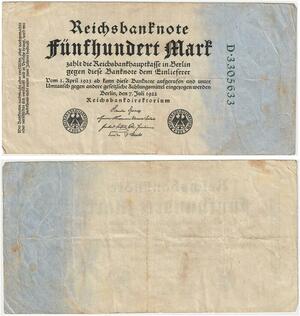 Reichsbanknote
Fünfhundert Mark
zahlt die Reichsbankhauptkasse in Berlin
gegen diese Banknote dem Einlieferer
Vom 1. April 1923 ab kann diese Banknote aufgerufen und unter
Umtausch gegen andere gesetzliche Zahlungsmittel eingezogen werden
Berlin, den 7. Juli 1922
Reichsbankdirektorium
D·3305633